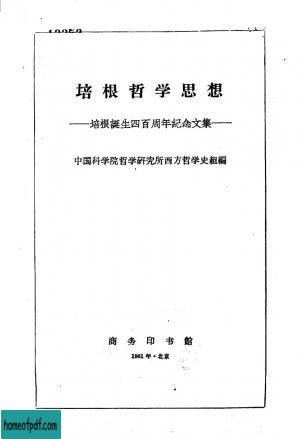 培根哲学思想
——培根誕生四百周年紀念文集——
中国科学院哲学研究所西方哲学史組編
商务印书館
1961年·北京
homeofpdf.com